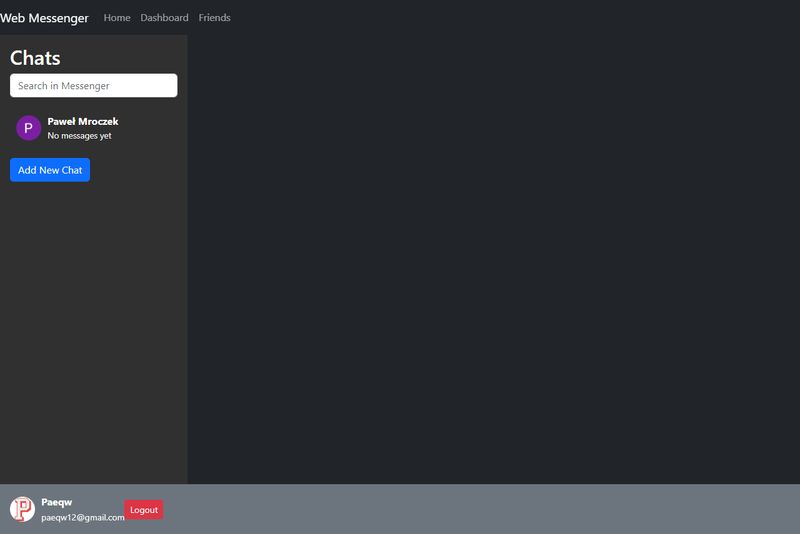 Web Messenger Home Dashboard Friends
Chats
Search in Messenger
P
Paweł Mroczek
No messages yet
Add New Chat
P
Paeqw
paeqw12@gmail.com
Logout